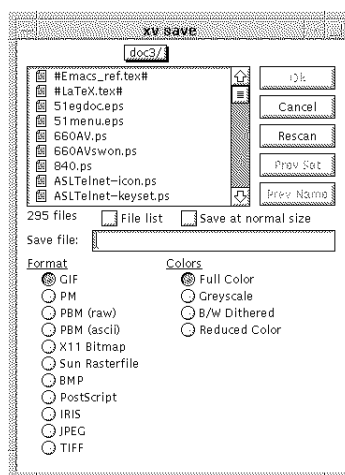 xv save
doc3/
#Emacs_ref.tex#
#LaTeX.tex#
51egdoc.eps
51menu.eps
660AV.ps
660AVswon.ps
840.ps
ASLTelnet-icon.ps
ASLTelnet-keyset.ps
Ok
Cancel
Rescan
Prev Set
Prev Name
295 files
File list
Save at normal size
Save file:
Format
GIF
PM
PBM (raw)
PBM (ascii)
X11 Bitmap
Sun Rasterfile
BMP
PostScript
IRIS
JPEG
TIFF
Colors
Full Color
Greyscale
B/W Dithered
Reduced Color